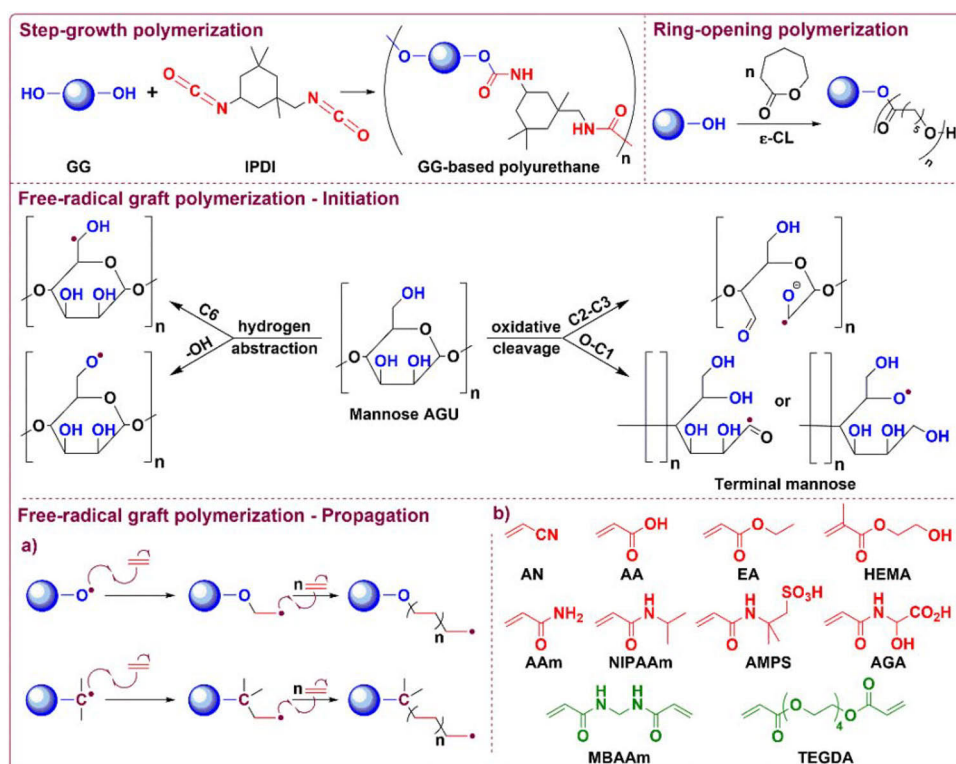 Step-growth polymerization
HO
OH
+
O
C
N
N
C
O
O
O
O
NH
HN
O
n
GG
IPDI
GG-based polyurethane
Ring-opening polymerization
OH
n
O
O
ε-CL
O
O
5
O
H
n
Free-radical graft polymerization - Initiation
OH
O
O
OH
OH
O
n
O
O
O
OH
OH
O
n
C6
-OH
hydrogen
abstraction
OH
O
O
OH
OH
O
n
Mannose AGU
oxidative
cleavage
C2-C3
O-C1
OH
O
O
O
⊖
O
O
n
OH
OH
OH
OH
O
n
or
OH
O
OH
OH
OH
n
Terminal mannose
Free-radical graft polymerization - Propagation
a)
O
O
n
O
n
C
C
n
C
n
b)
CN
AN
OH
O
AA
O
O
EA
O
O
OH
HEMA
NH2
O
AAm
H
N
O
NIPAAm
H
N
O
SO3H
AMPS
H
N
O
CO2H
OH
AGA
H
N
H
N
O
O
MBAAm
O
O
O
4
O
O
TEGDA